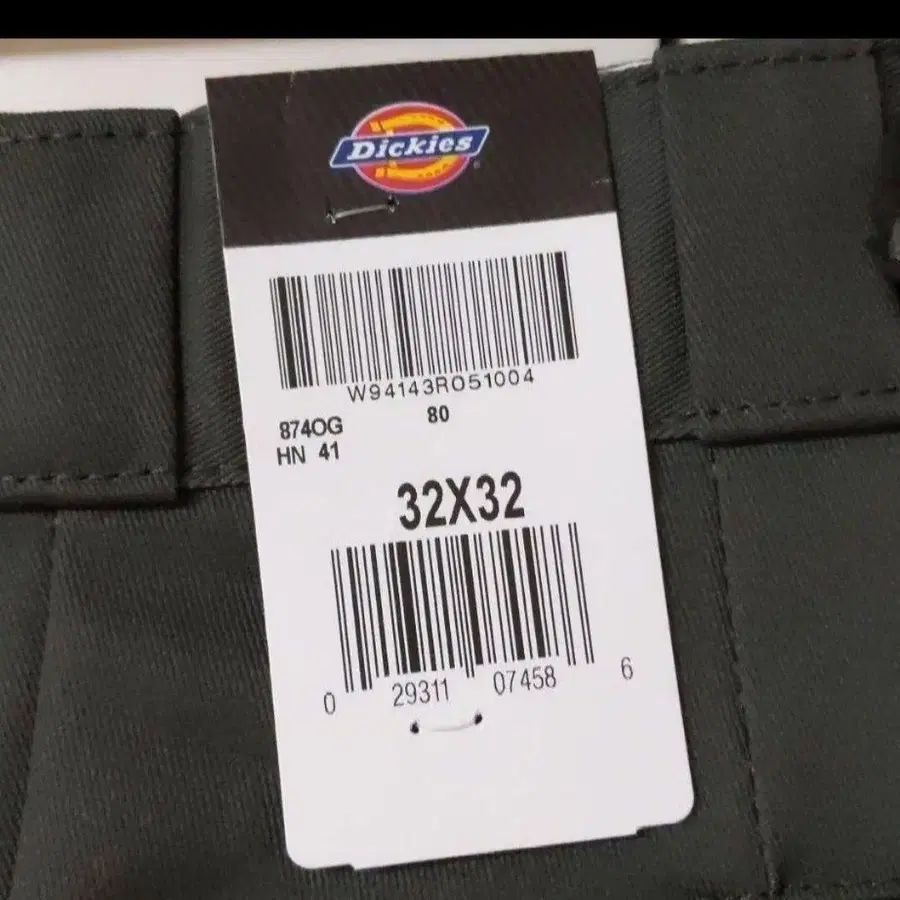 Dickies
W94143RO51004
874OG 80
HN 41
32X32
0 29311 07458 6